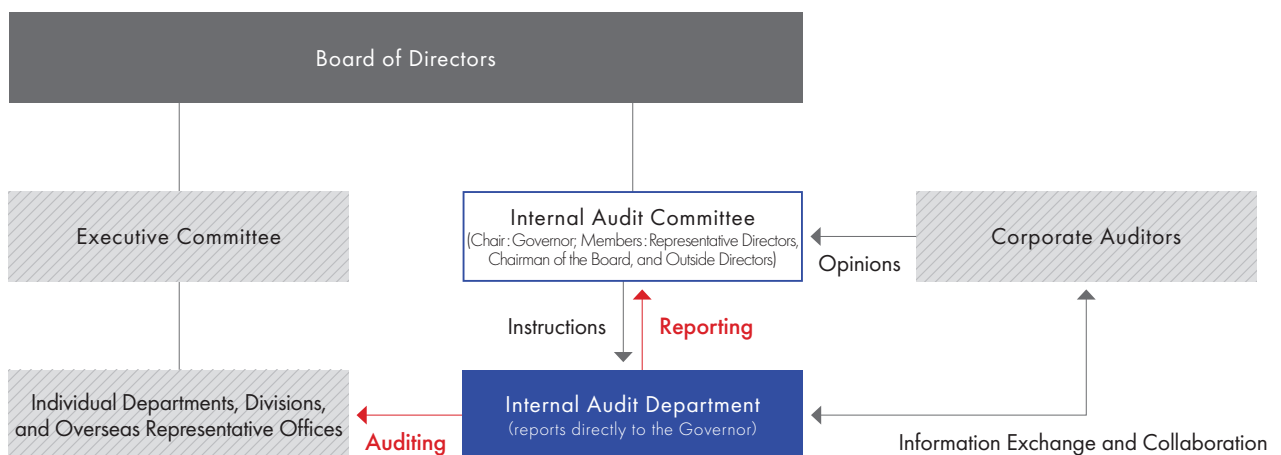 Board of Directors
Executive Committee
Internal Audit Committee
(Chair: Governor; Members: Representative Directors,
Chairman of the Board, and Outside Directors)
Opinions
Corporate Auditors
Instructions
Reporting
Individual Departments, Divisions,
and Overseas Representative Offices
Auditing
Internal Audit Department
(reports directly to the Governor)
Information Exchange and Collaboration